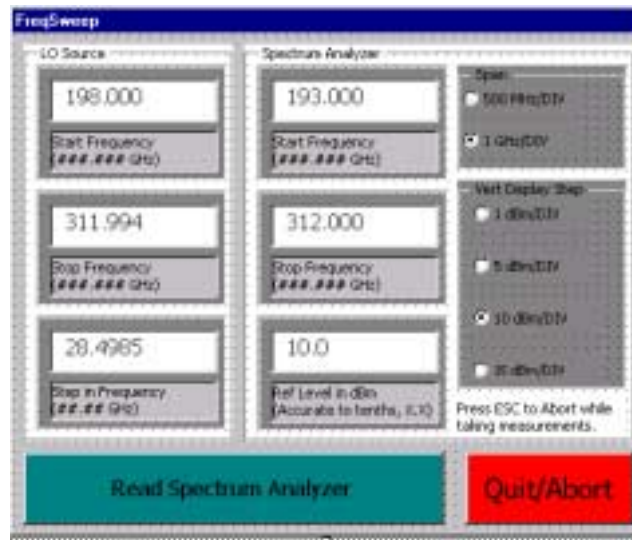 FreqSweep
LO Source
198.000
Start Frequency
(###.### GHz)
311.994
Stop Frequency
(###.### GHz)
28.4985
Step in Frequency
(##.## GHz)
Spectrum Analyzer
193.000
Start Frequency
(###.### GHz)
312.000
Stop Frequency
(###.### GHz)
10.0
Ref Level in dBm
(Accurate to tenths, X.X)
Span
500 MHz/DIV
1 GHz/DIV
Vert Display Step
1 dBm/DIV
5 dBm/DIV
10 dBm/DIV
dBm/DIV
Press ESC to Abort while
taking measurements.
Read Spectrum Analyzer
Quit/Abort